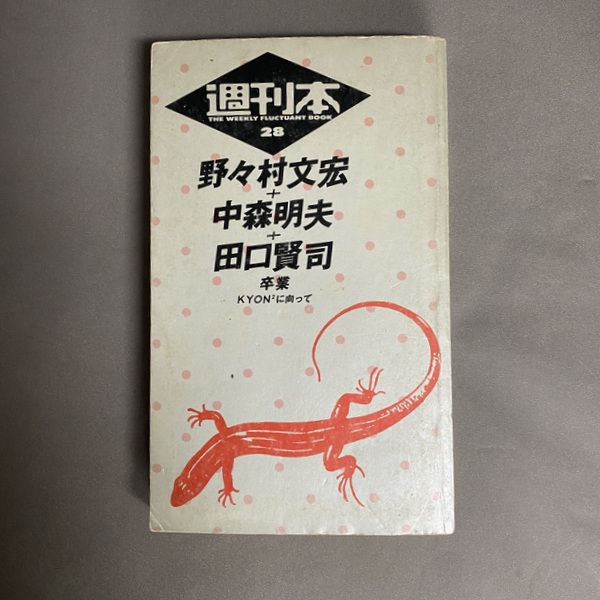 週刊本
THE WEEKLY FLUCTUANT BOOK
28
野々村文宏
+
中森明夫
+
田口賢司
卒業
KYON²に向って